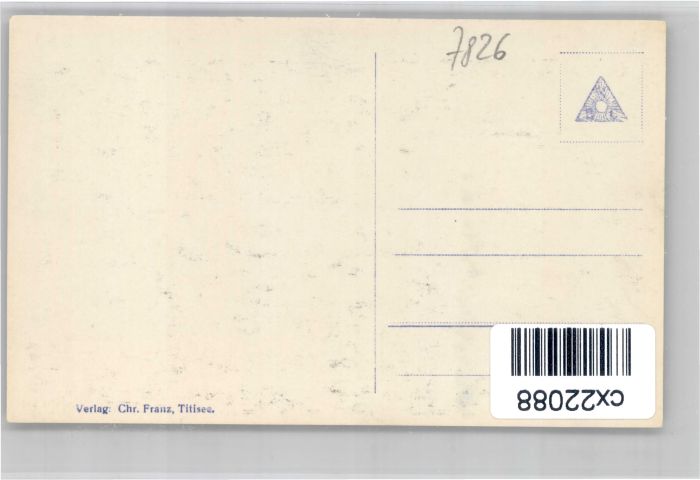 7826
Verlag: Chr. Franz, Titisee.
cx22088